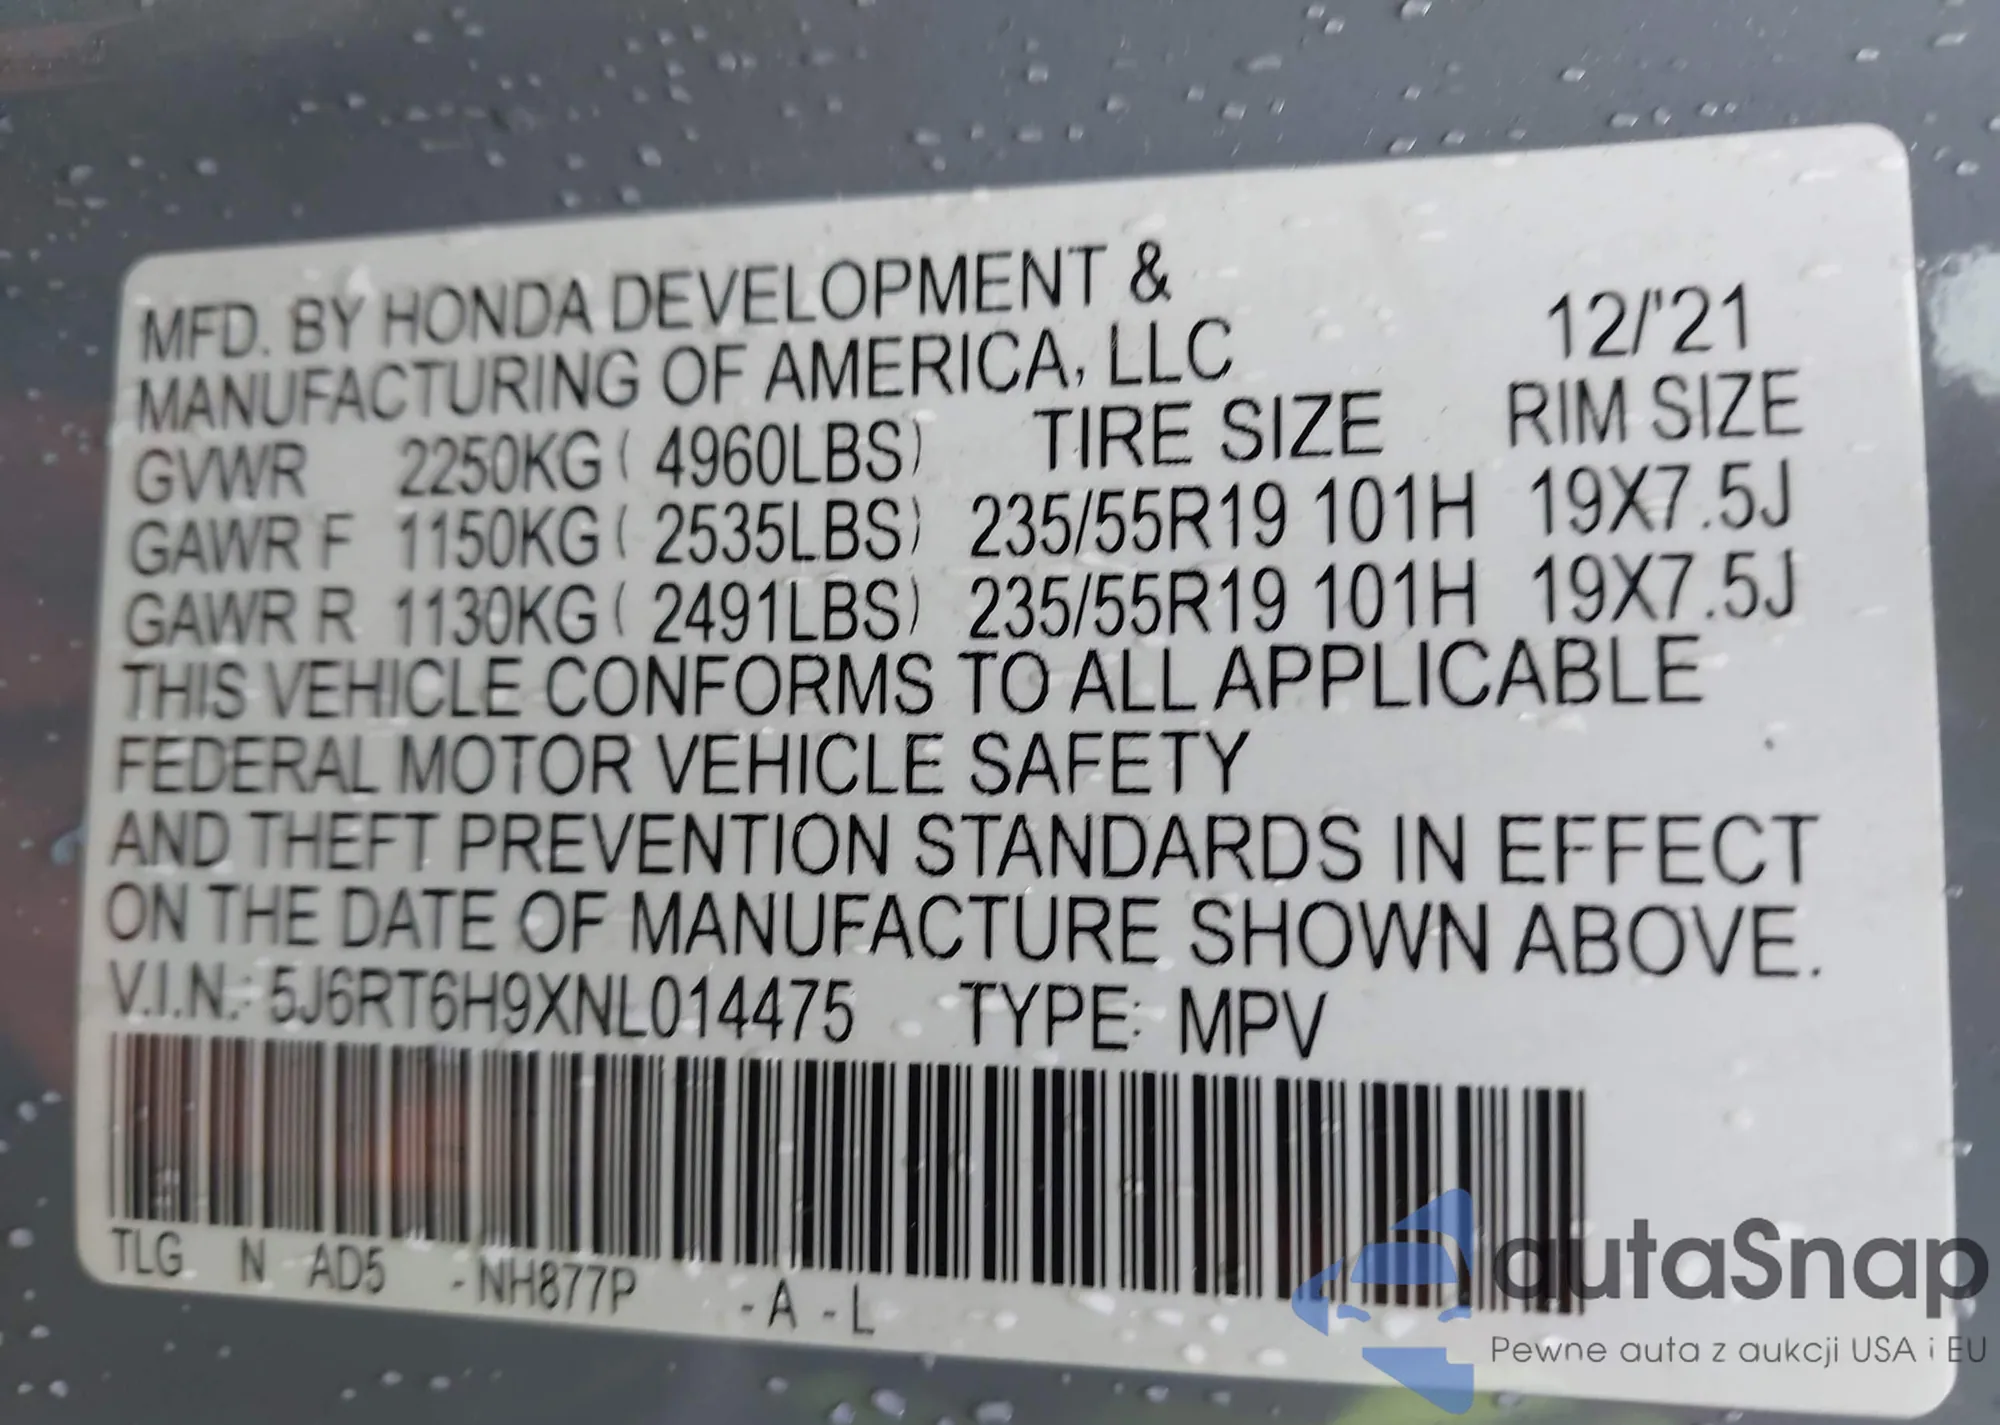 MFD. BY HONDA DEVELOPMENT &
MANUFACTURING OF AMERICA, LLC 12/'21
GVWR 2250KG ( 4960LBS) TIRE SIZE RIM SIZE
GAWR F 1150KG ( 2535LBS) 235/55R19 101H 19X7.5J
GAWR R 1130KG ( 2491LBS) 235/55R19 101H 19X7.5J
THIS VEHICLE CONFORMS TO ALL APPLICABLE
FEDERAL MOTOR VEHICLE SAFETY
AND THEFT PREVENTION STANDARDS IN EFFECT
ON THE DATE OF MANUFACTURE SHOWN ABOVE.
V.I.N.: 5J6RT6H9XNL014475 TYPE: MPV
TLG N AD5 -NH877P -A -L
autaSnap
Pewne auta z aukcji USA i EU